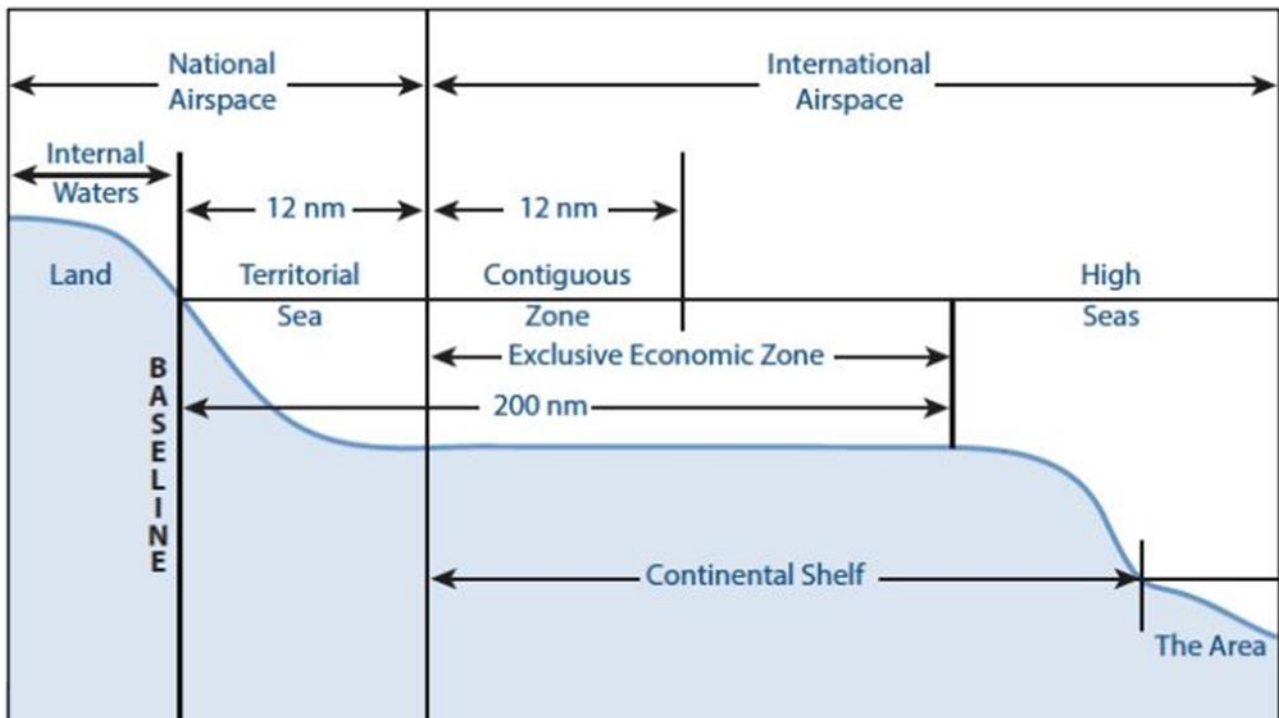 National
Airspace
International
Airspace
Internal
Waters
12 nm
12 nm
Land
Territorial
Sea
Contiguous
Zone
High
Seas
Exclusive Economic Zone
200 nm
BASELINE
Continental Shelf
The Area